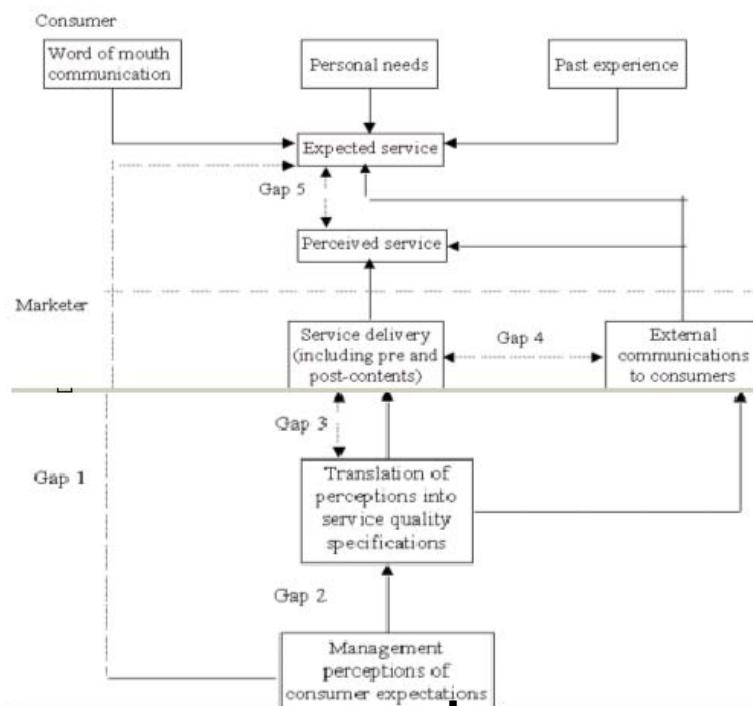 Consumer
Word of mouth
communication
Personal needs
Past experience
Expected service
Gap 5
Perceived service
Marketer
Service delivery
(including pre and
post-contents)
Gap 4
External
communications
to consumers
Gap 3
Gap 1
Translation of
perceptions into
service quality
specifications
Gap 2
Management
perceptions of
consumer expectations